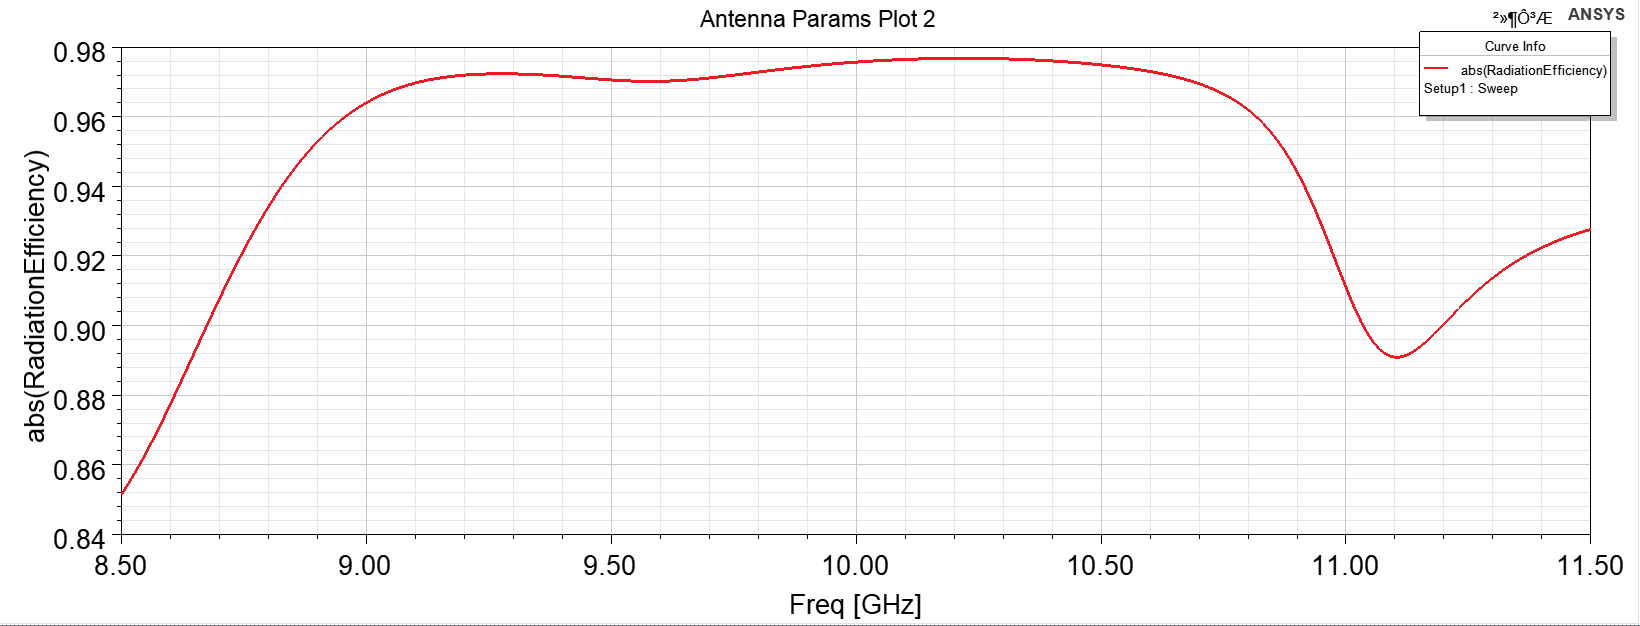 Antenna Params Plot 2
²»¶Ô³Æ
ANSYS
Curve Info
abs(RadiationEfficiency)
Setup1 : Sweep
abs(RadiationEfficiency)
0.98
0.96
0.94
0.92
0.90
0.88
0.86
0.84
8.50
9.00
9.50
10.00
10.50
11.00
11.50
Freq [GHz]